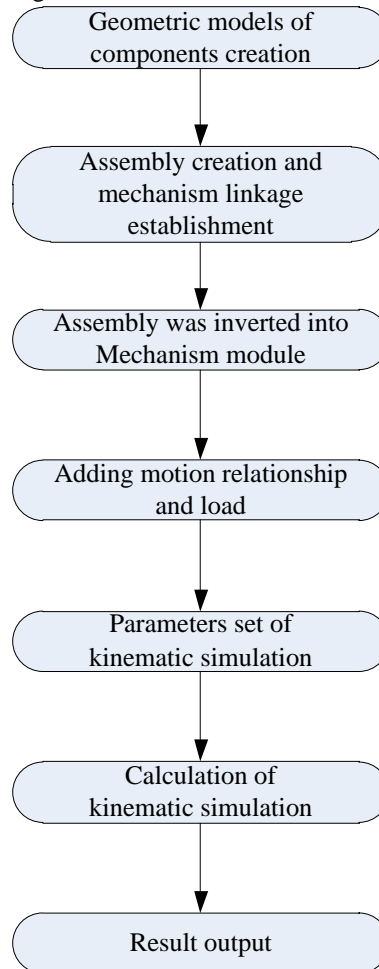 Geometric models of
components creation
Assembly creation and
mechanism linkage
establishment
Assembly was inverted into
Mechanism module
Adding motion relationship
and load
Parameters set of
kinematic simulation
Calculation of
kinematic simulation
Result output